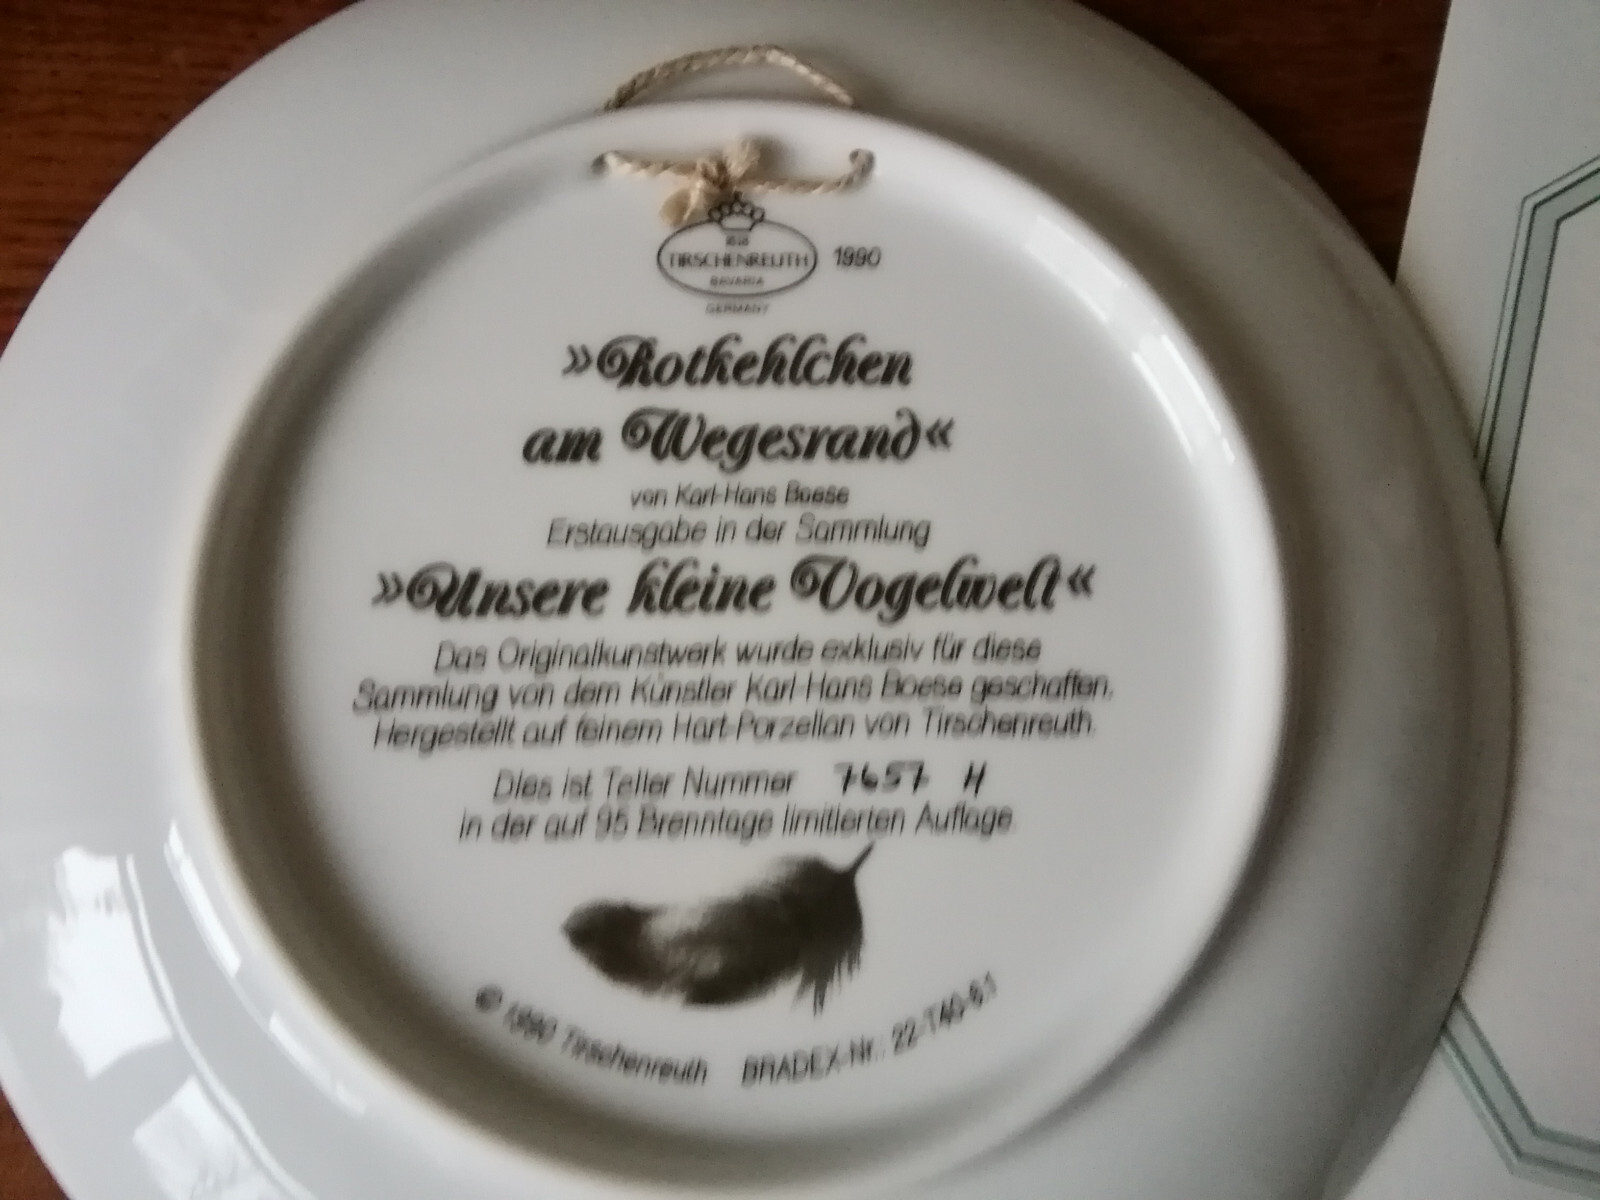 1838
TIRSCHENREUTH
BAVARIA
GERMANY
1990
»Rotkehlchen
am Wegesrand«
von Karl-Hans Boese
Erstausgabe in der Sammlung
»Unsere kleine Vogelwelt«
Das Originalkunstwerk wurde exklusiv für diese
Sammlung von dem Künstler Karl-Hans Boese geschaffen.
Hergestellt auf feinem Hart-Porzellan von Tirschenreuth.
Dies ist Teller Nummer 7657 H
in der auf 95 Brenntage limitierten Auflage.
© 1990 Tirschenreuth BRADEX-Nr.: 22-T40-6.1